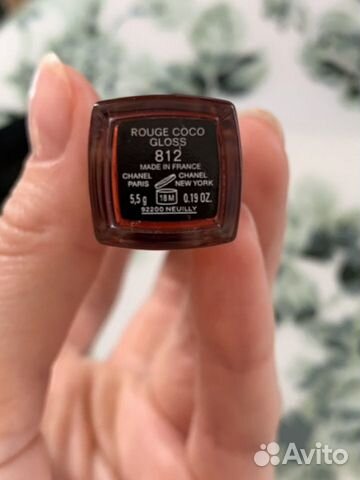 ROUGE COCO
GLOSS
812
MADE IN FRANCE
CHANEL CHANEL
PARIS NEW YORK
5,5 g 18 M 0.19 OZ.
92200 NEUILLY
Avito